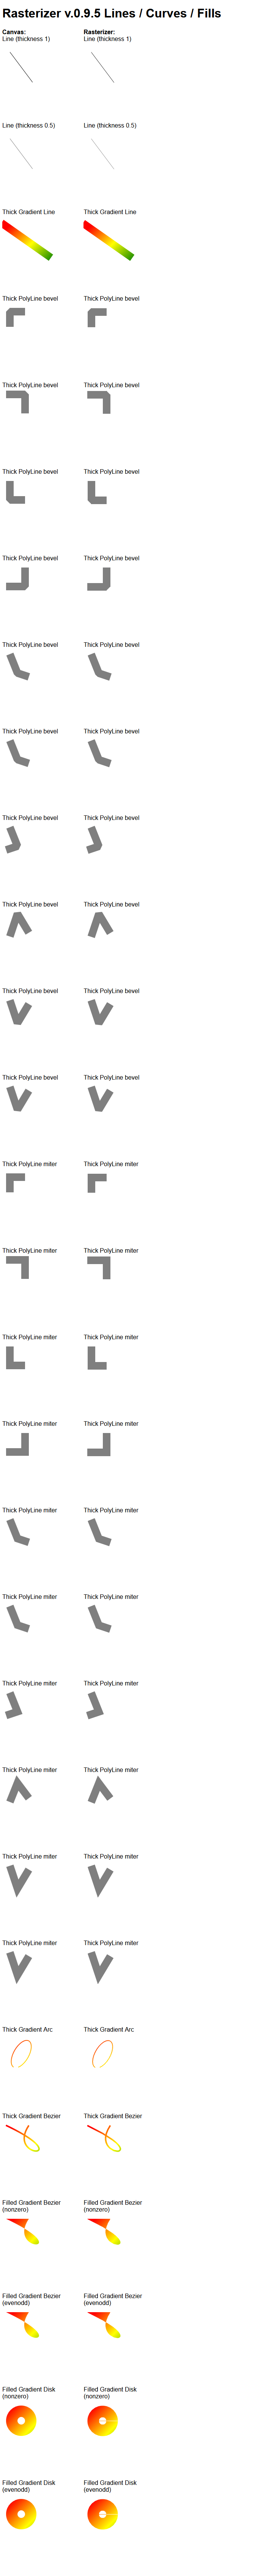 Rasterizer v.0.9.5 Lines / Curves / Fills
Canvas: Rasterizer:
Line (thickness 1) Line (thickness 1)
Line (thickness 0.5) Line (thickness 0.5)
Thick Gradient Line Thick Gradient Line
Thick PolyLine bevel Thick PolyLine bevel
Thick PolyLine bevel Thick PolyLine bevel
Thick PolyLine bevel Thick PolyLine bevel
Thick PolyLine bevel Thick PolyLine bevel
Thick PolyLine bevel Thick PolyLine bevel
Thick PolyLine bevel Thick PolyLine bevel
Thick PolyLine bevel Thick PolyLine bevel
Thick PolyLine bevel Thick PolyLine bevel
Thick PolyLine bevel Thick PolyLine bevel
Thick PolyLine bevel Thick PolyLine bevel
Thick PolyLine miter Thick PolyLine miter
Thick PolyLine miter Thick PolyLine miter
Thick PolyLine miter Thick PolyLine miter
Thick PolyLine miter Thick PolyLine miter
Thick PolyLine miter Thick PolyLine miter
Thick PolyLine miter Thick PolyLine miter
Thick PolyLine miter Thick PolyLine miter
Thick PolyLine miter Thick PolyLine miter
Thick PolyLine miter Thick PolyLine miter
Thick PolyLine miter Thick PolyLine miter
Thick Gradient Arc Thick Gradient Arc
Thick Gradient Bezier Thick Gradient Bezier
Filled Gradient Bezier Filled Gradient Bezier
(nonzero) (nonzero)
Filled Gradient Bezier Filled Gradient Bezier
(evenodd) (evenodd)
Filled Gradient Disk Filled Gradient Disk
(nonzero) (nonzero)
Filled Gradient Disk Filled Gradient Disk
(evenodd) (evenodd)